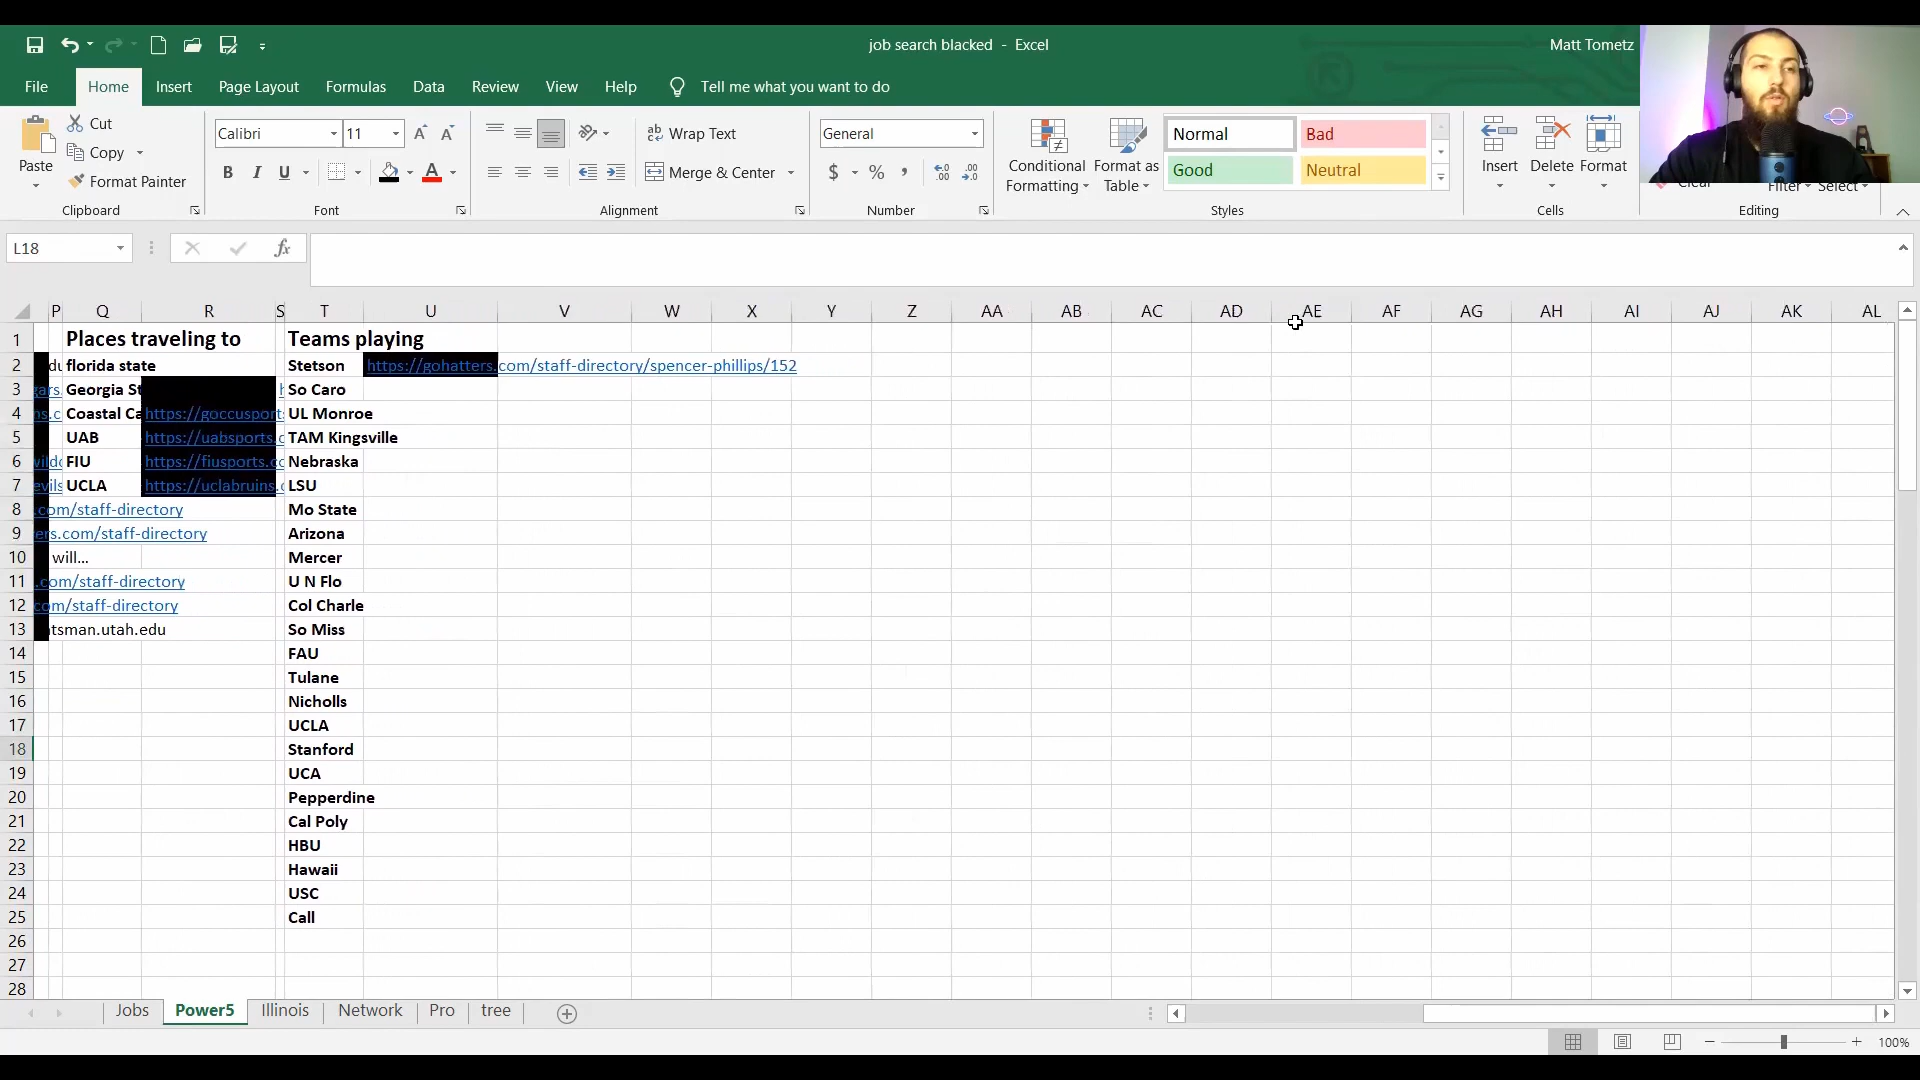 job search blacked - Excel
Matt Tometz
File Home Insert Page Layout Formulas Data Review View Help Tell me what you want to do
Paste
Cut
Copy
Format Painter
Clipboard
Calibri 11
B I U
Font
Wrap Text
Merge & Center
Alignment
General
$ % ,
Number
Conditional Formatting
Format as Table
Normal Bad
Good Neutral
Styles
Insert Delete Format
Cells
Clear
Filter Select
Editing
L18
fx
P Q R S T U V W X Y Z AA AB AC AD AE AF AG AH AI AJ AK AL
1 Places traveling to Teams playing
2 du florida state Stetson https://gohatters.com/staff-directory/spencer-phillips/152
3 gars. Georgia St So Caro
4 ns.c Coastal Ca https://goccusports UL Monroe
5 UAB https://uabsports.c TAM Kingsville
6 wildc FIU https://fiusports.co Nebraska
7 evils UCLA https://uclabruins.c LSU
8 .com/staff-directory Mo State
9 ers.com/staff-directory Arizona
10 will... Mercer
11 .com/staff-directory U N Flo
12 com/staff-directory Col Charle
13 tsman.utah.edu So Miss
14 FAU
15 Tulane
16 Nicholls
17 UCLA
18 Stanford
19 UCA
20 Pepperdine
21 Cal Poly
22 HBU
23 Hawaii
24 USC
25 Call
26
27
28
Jobs Power5 Illinois Network Pro tree
100%